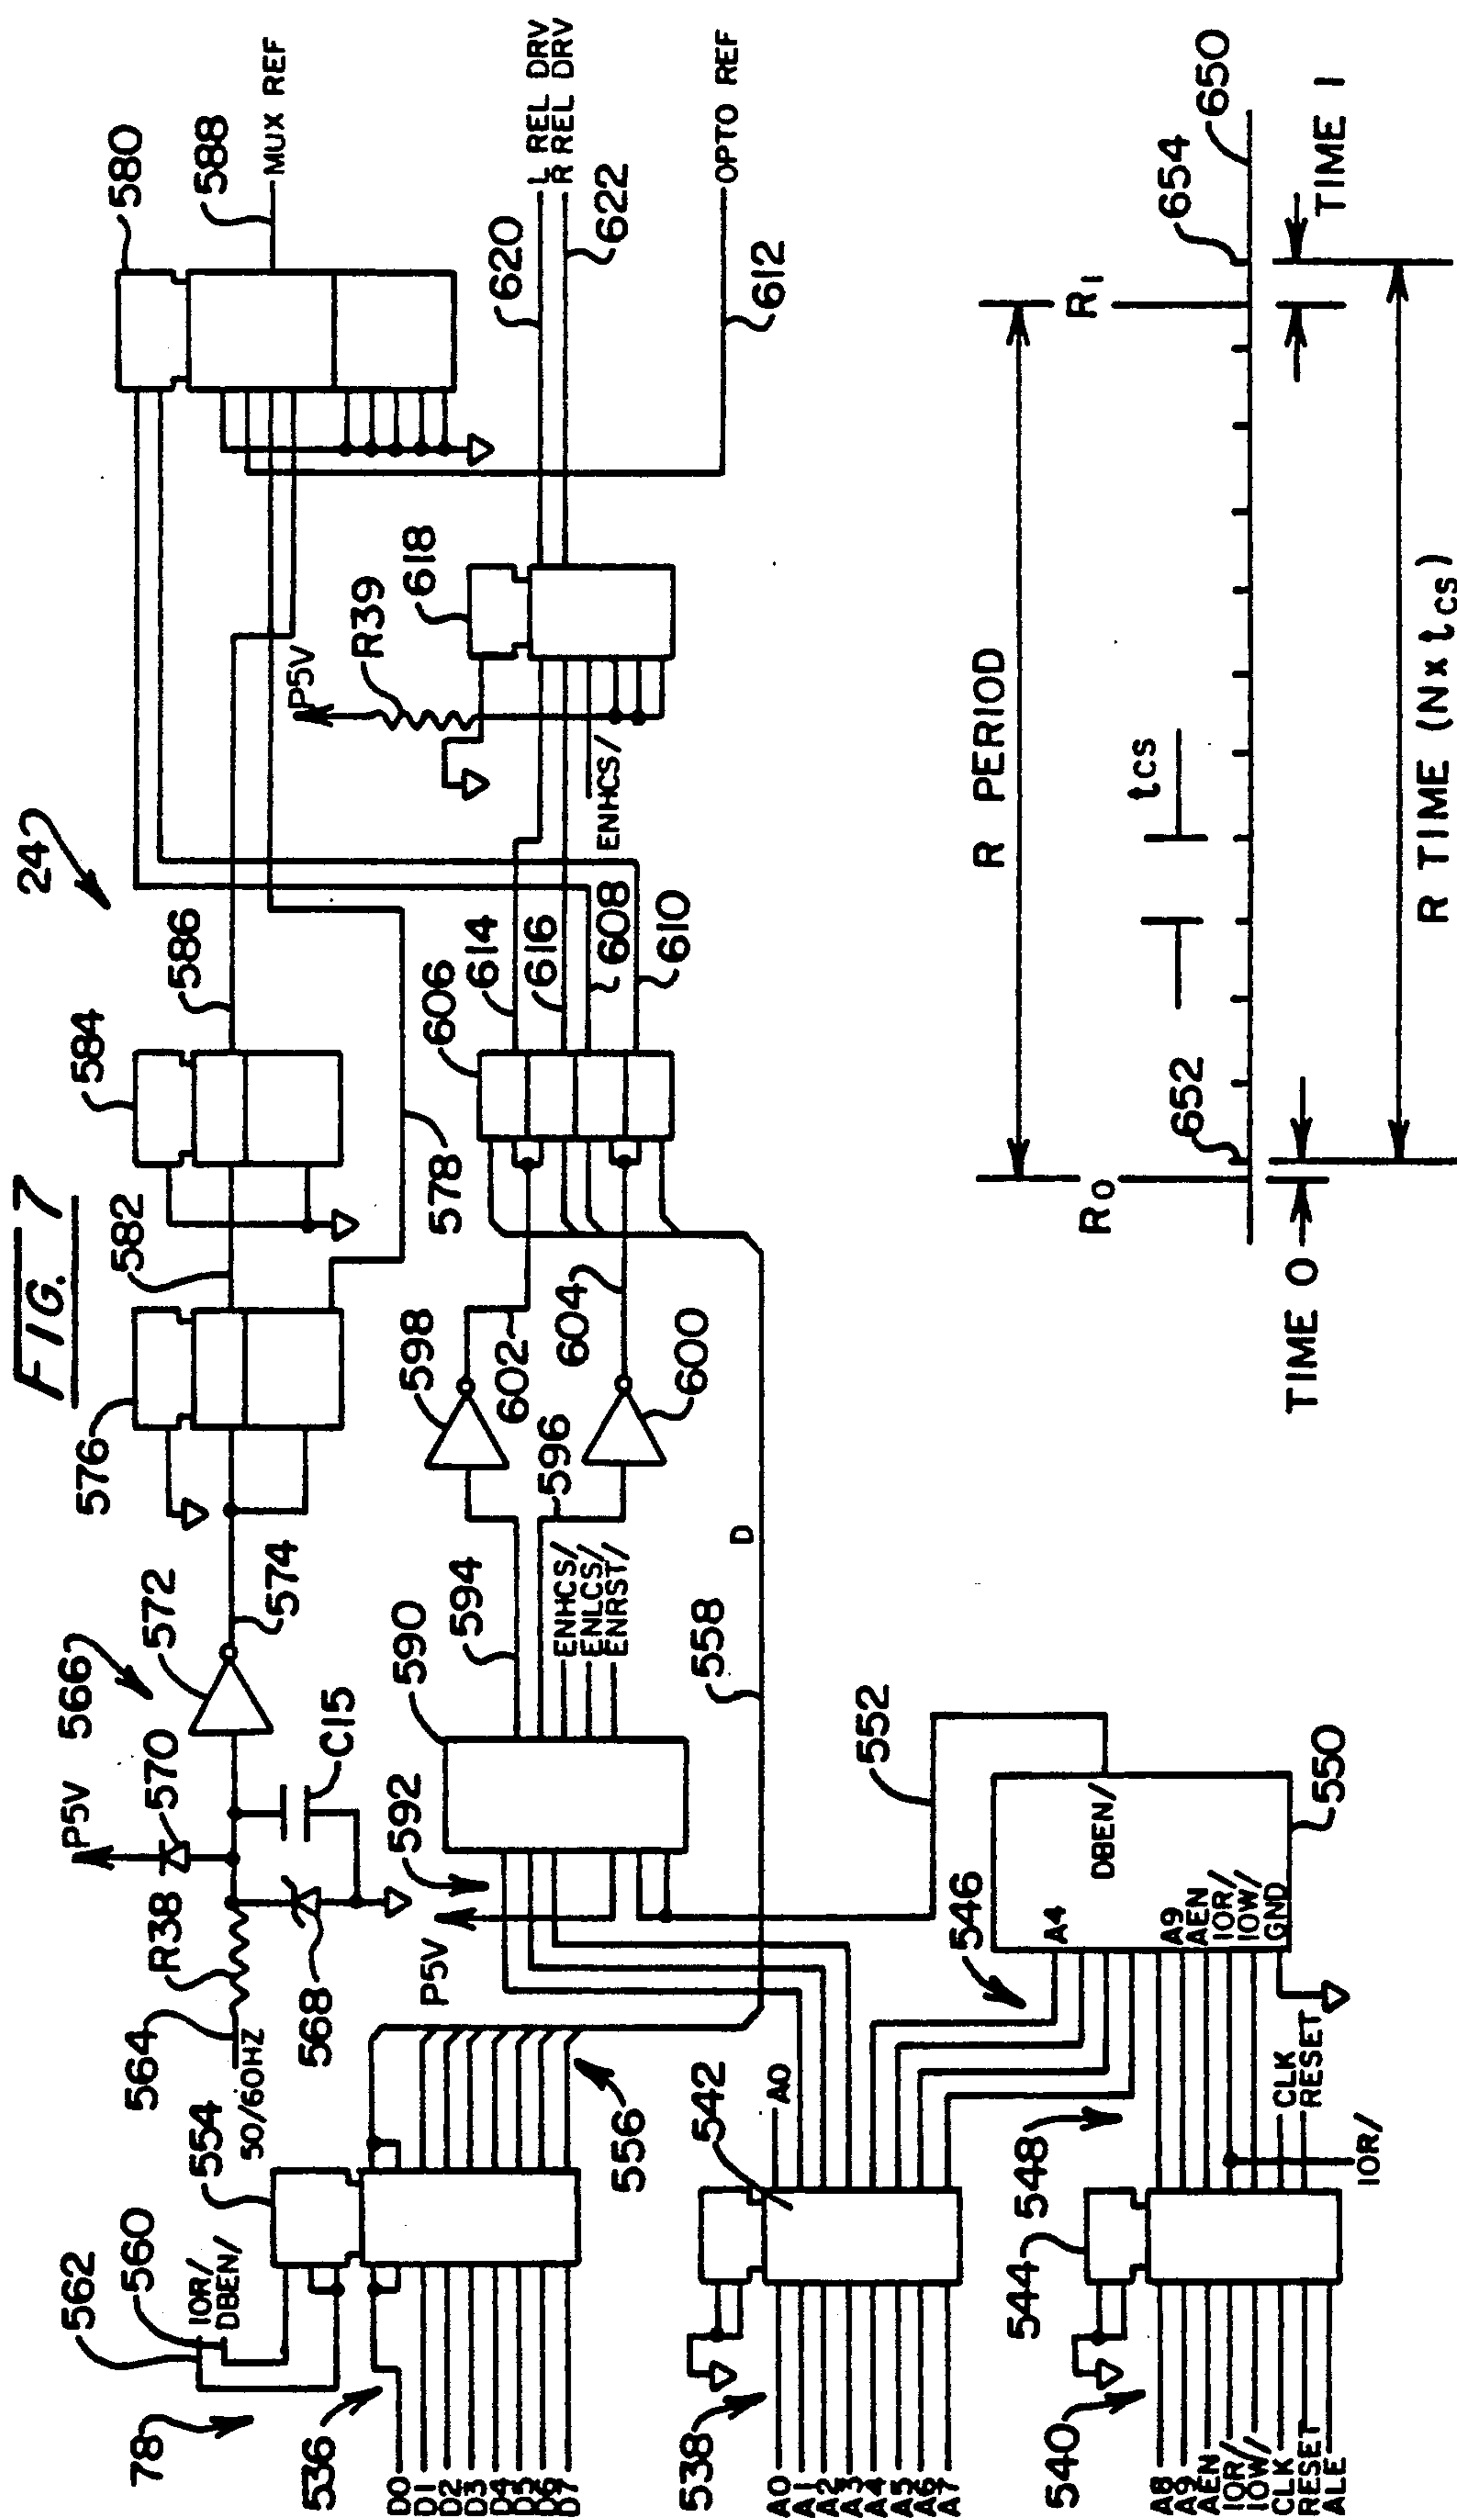 FIG. 7
24
78
562
560
IOR/
DBEN/
554
536
D0
D1
D2
D3
D4
D5
D6
D7
556
564
50/60HZ
R38
P5V
570
568
C15
566
572
574
576
582
584
586
578
580
588
MUX REF
P5V
592
590
594
596
ENHCS/
ENLCS/
ENRST/
598
600
602
604
606
614
616
608
610
P5V
R39
618
ENHCS/
620
622
L REL DRV
R REL DRV
OPTO REF
612
558
D
538
A0
A1
A2
A3
A4
A5
A6
A7
542
A0
546
552
A4
DBEN/
A9
AEN
IOR/
IOW/
GND
550
540
A8
A9
AEN
IOR/
IOW/
CLK
RESET
ALE
544
548
CLK
RESET
IOR/
R PERIOD
R0
R1
tCS
652
654
650
TIME 0
TIME 1
R TIME (N x tCS)